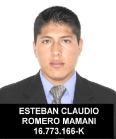 ESTEBAN CLAUDIO
ROMERO MAMANI
16.773.166-K